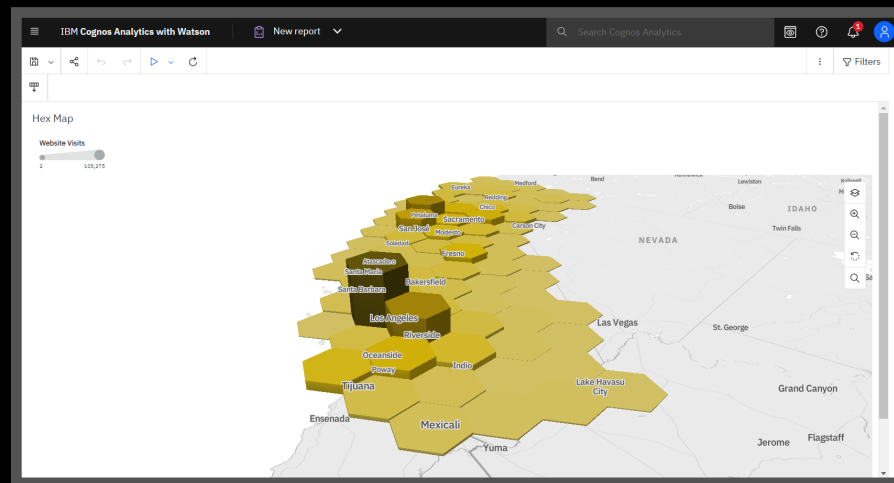 IBM Cognos Analytics with Watson
New report
Search Cognos Analytics
1
Filters
Hex Map
Website Visits
2
Eureka
Medford
Bend
Lewiston
Redding
Chico
Boise
IDAHO
Petaluma
Sacramento
Carson City
Twin Falls
San José
Modesto
NEVADA
Soledad
Fresno
Atascadero
Santa Maria
Bakersfield
Santa Barbara
Los Angeles
Las Vegas
St. George
Riverside
Oceanside
Poway
Indio
Tijuana
Lake Havasu
City
Grand Canyon
Ensenada
Mexicali
Yuma
Jerome
Flagstaff